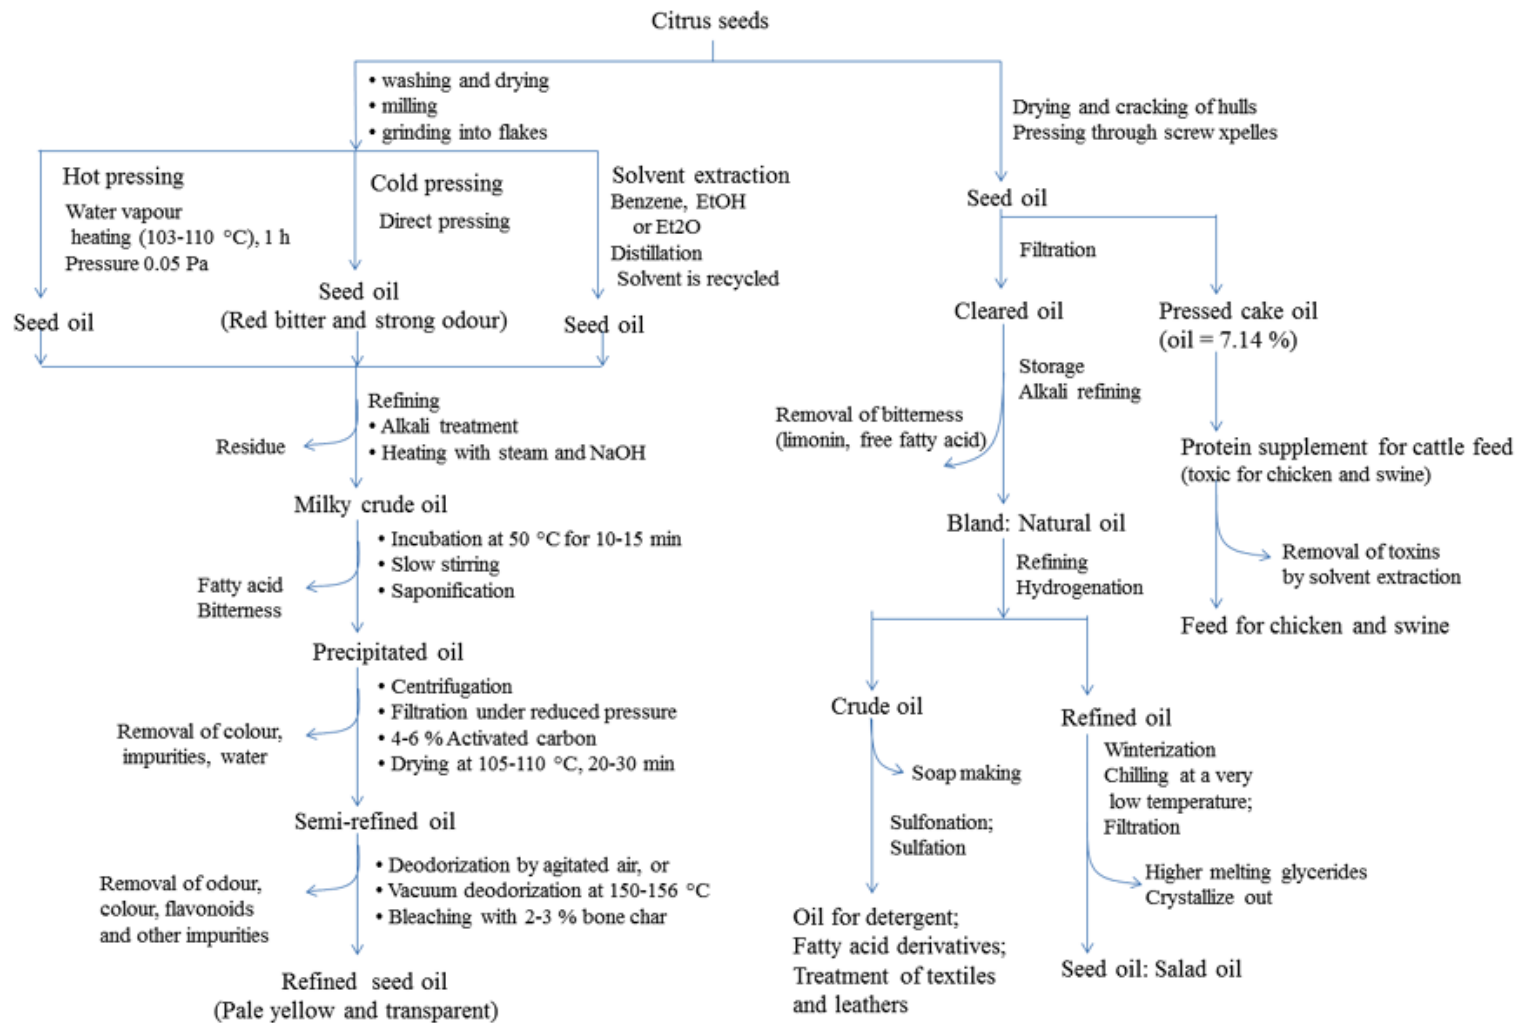 Citrus seeds
• washing and drying
• milling
• grinding into flakes
Hot pressing
Water vapour
heating (103-110 °C), 1 h
Pressure 0.05 Pa
Seed oil
Cold pressing
Direct pressing
Seed oil
(Red bitter and strong odour)
Solvent extraction
Benzene, EtOH
or Et2O
Distillation
Solvent is recycled
Seed oil
Refining
• Alkali treatment
• Heating with steam and NaOH
Residue
Milky crude oil
• Incubation at 50 °C for 10-15 min
• Slow stirring
• Saponification
Fatty acid
Bitterness
Precipitated oil
• Centrifugation
• Filtration under reduced pressure
• 4-6 % Activated carbon
• Drying at 105-110 °C, 20-30 min
Removal of colour,
impurities, water
Semi-refined oil
• Deodorization by agitated air, or
• Vacuum deodorization at 150-156 °C
• Bleaching with 2-3 % bone char
Removal of odour,
colour, flavonoids
and other impurities
Refined seed oil
(Pale yellow and transparent)
Drying and cracking of hulls
Pressing through screw xpelles
Seed oil
Filtration
Cleared oil
Storage
Alkali refining
Removal of bitterness
(limonin, free fatty acid)
Bland: Natural oil
Refining
Hydrogenation
Crude oil
Soap making
Sulfonation;
Sulfation
Oil for detergent;
Fatty acid derivatives;
Treatment of textiles
and leathers
Refined oil
Winterization
Chilling at a very
low temperature;
Filtration
Higher melting glycerides
Crystallize out
Seed oil: Salad oil
Pressed cake oil
(oil = 7.14 %)
Protein supplement for cattle feed
(toxic for chicken and swine)
Removal of toxins
by solvent extraction
Feed for chicken and swine